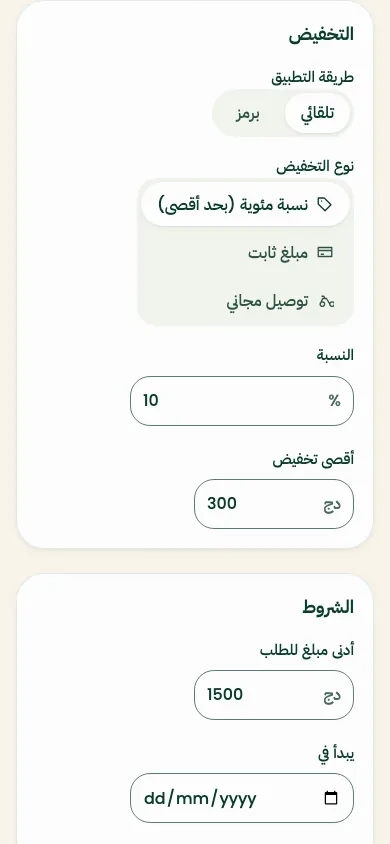 التخفيض
طريقة التطبيق
تلقائي برمز
نوع التخفيض
نسبة مئوية (بحد أقصى)
مبلغ ثابت
توصيل مجاني
النسبة
% 10
أقصى تخفيض
دج 300
الشروط
أدنى مبلغ للطلب
دج 1500
يبدأ في
dd/mm/yyyy